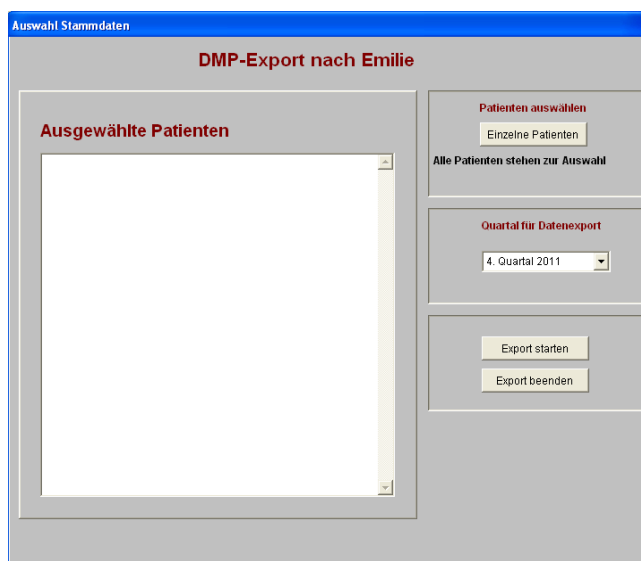 Auswahl Stammdaten
DMP-Export nach Emilie
Ausgewählte Patienten
Patienten auswählen
Einzelne Patienten
Alle Patienten stehen zur Auswahl
Quartal für Datenexport
4. Quartal 2011
Export starten
Export beenden